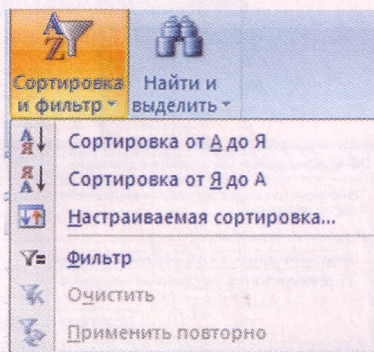 Сортировка
и фильтр
Найти и
выделить
Сортировка от А до Я
Сортировка от Я до А
Настраиваемая сортировка...
Фильтр
Очистить
Применить повторно